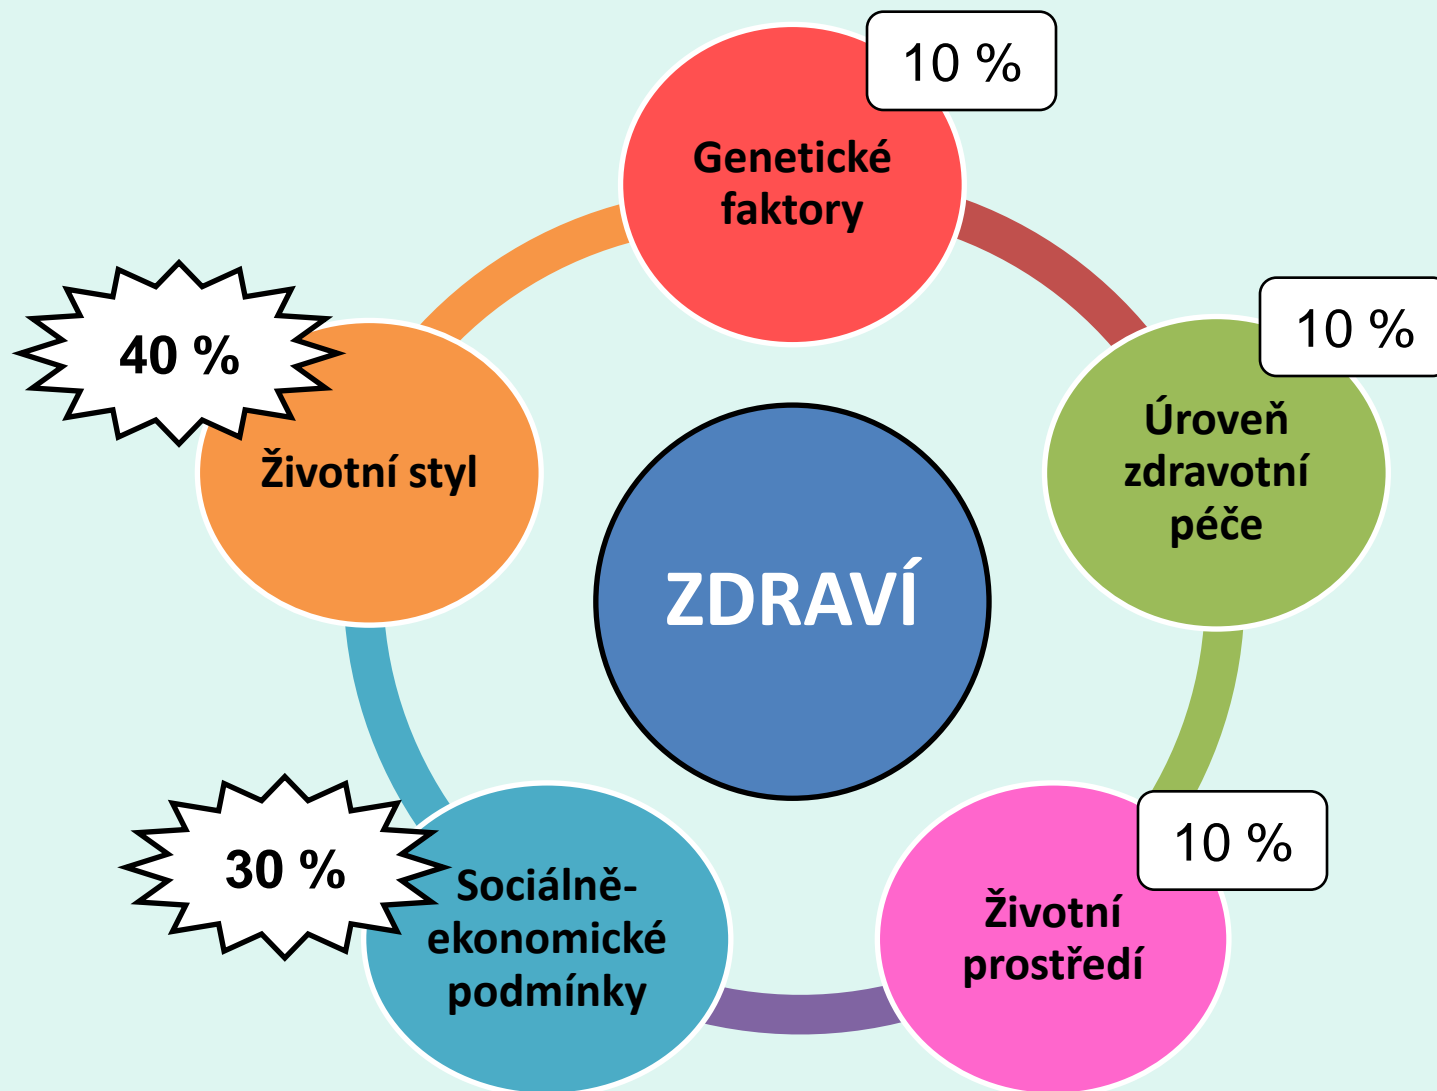 10 %
Genetické
faktory
10 %
Úroveň
zdravotní
péče
40 %
Životní styl
ZDRAVÍ
30 %
Sociálně-
ekonomické
podmínky
10 %
Životní
prostředí